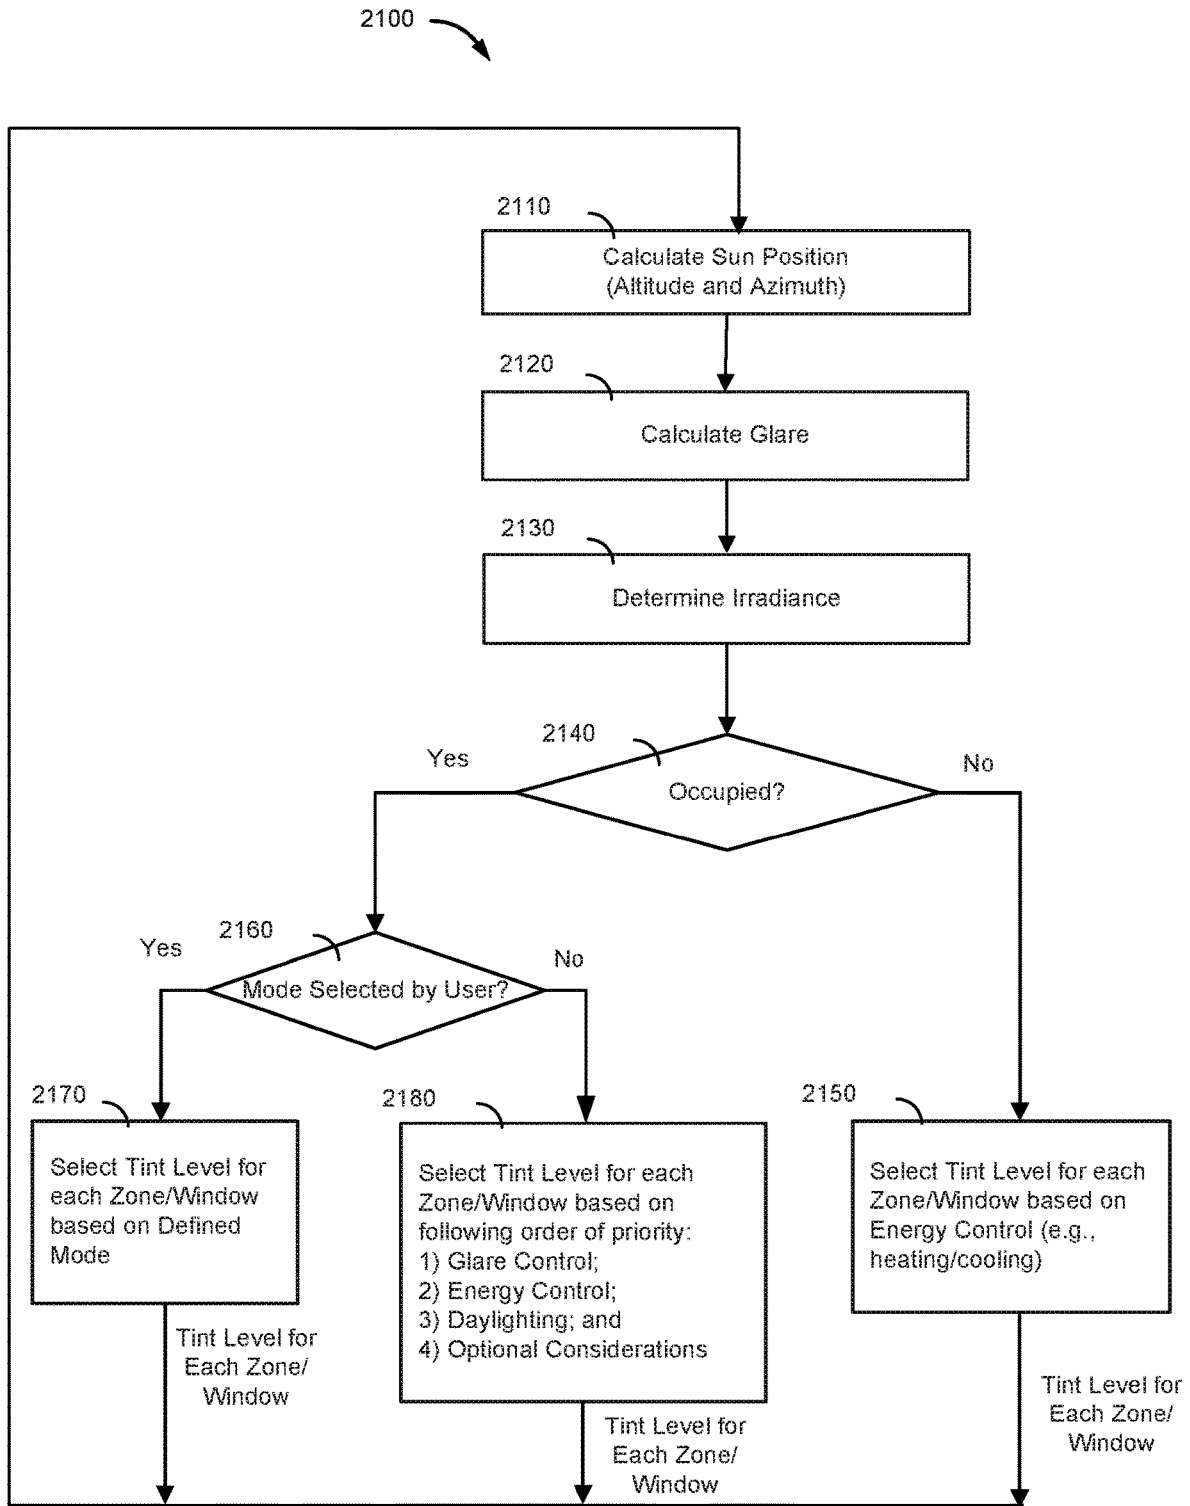 2100
2110
Calculate Sun Position
(Altitude and Azimuth)
2120
Calculate Glare
2130
Determine Irradiance
2140
Yes
No
Occupied?
2160
Yes
No
Mode Selected by User?
2170
Select Tint Level for
each Zone/Window
based on Defined
Mode
2180
Select Tint Level for each
Zone/Window based on
following order of priority:
1) Glare Control;
2) Energy Control;
3) Daylighting; and
4) Optional Considerations
2150
Select Tint Level for each
Zone/Window based on
Energy Control (e.g.,
heating/cooling)
Tint Level for
Each Zone/
Window
Tint Level for
Each Zone/
Window
Tint Level for
Each Zone/
Window